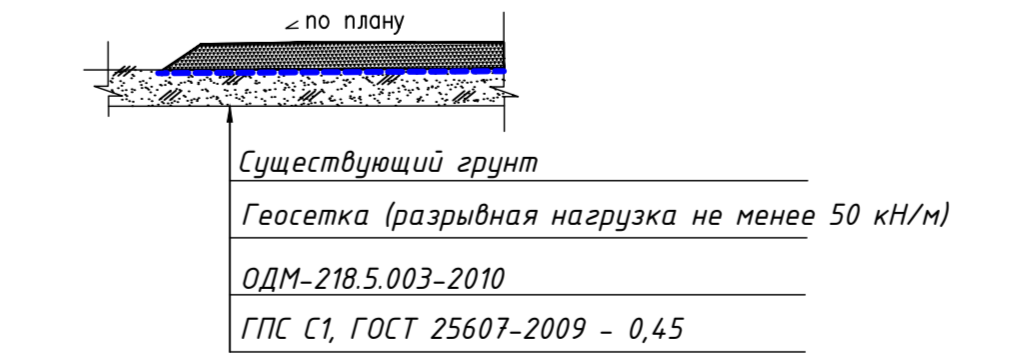 по плану
Существующий грунт
Геосетка (разрывная нагрузка не менее 50 кН/м)
ОДМ-218.5.003-2010
ГПС С1, ГОСТ 25607-2009 - 0,45